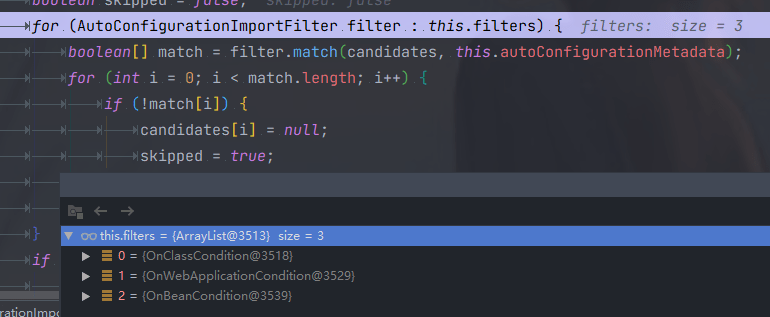 boolean skipped = false; skipped: false
for (AutoConfigurationImportFilter filter : this.filters) { filters: size = 3
boolean[] match = filter.match(candidates, this.autoConfigurationMetadata);
for (int i = 0; i < match.length; i++) {
if (!match[i]) {
candidates[i] = null;
skipped = true;
this.filters = {ArrayList@3513} size = 3
0 = {OnClassCondition@3518}
1 = {OnWebApplicationCondition@3529}
}
if
2 = {OnBeanCondition@3539}